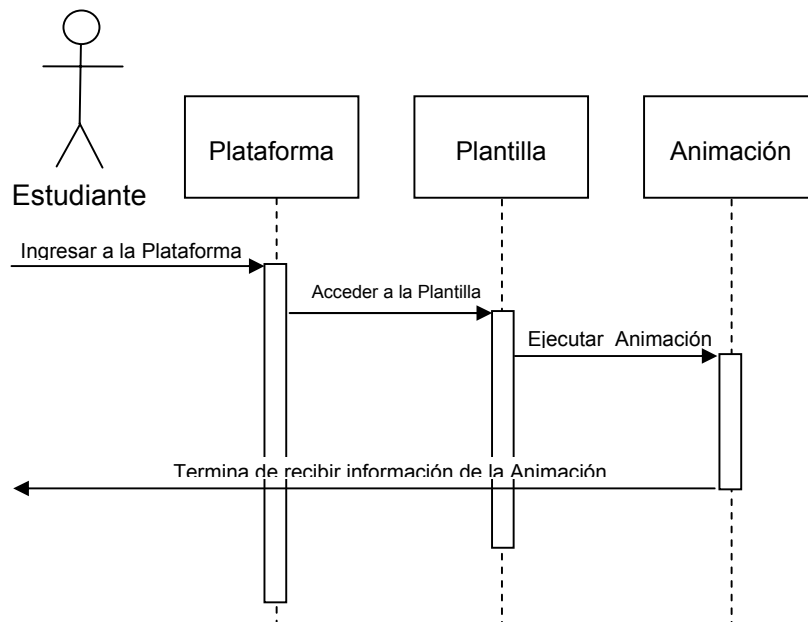 Plataforma
Plantilla
Animación
Estudiante
Ingresar a la Plataforma
Acceder a la Plantilla
Ejecutar Animación
Termina de recibir información de la Animación